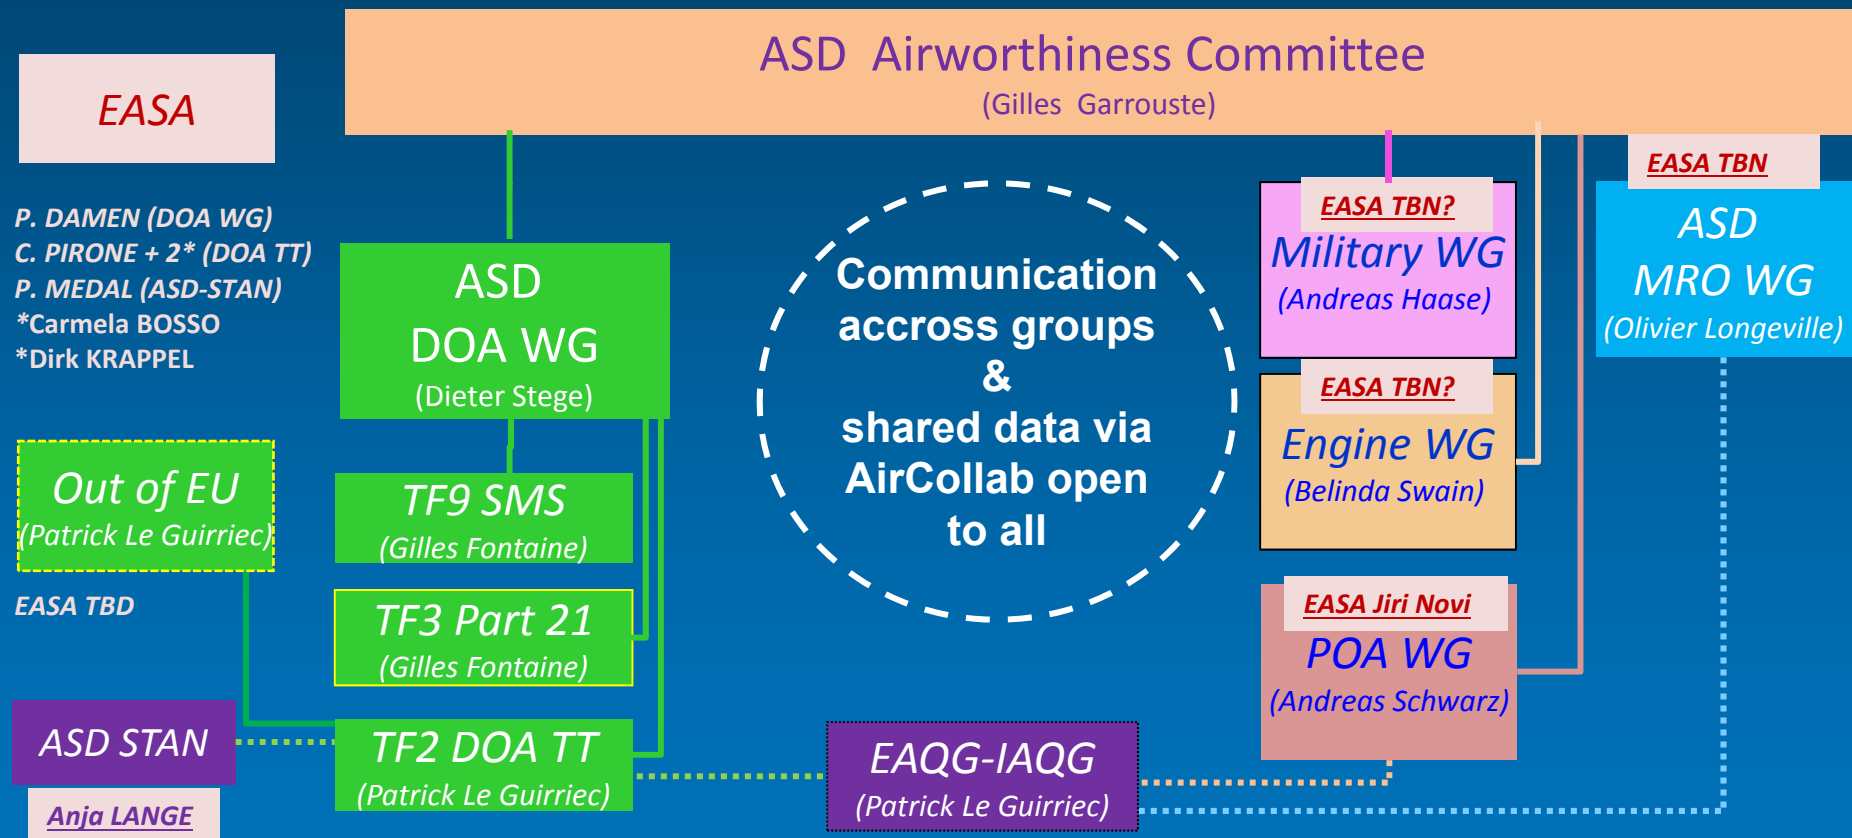 ASD Airworthiness Committee
(Gilles Garrouste)
EASA
P. DAMEN (DOA WG)
C. PIRONE + 2* (DOA TT)
P. MEDAL (ASD-STAN)
*Carmela BOSSO
*Dirk KRAPPEL
Out of EU
(Patrick Le Guirriec)
EASA TBD
ASD STAN
Anja LANGE
ASD
DOA WG
(Dieter Stege)
TF9 SMS
(Gilles Fontaine)
TF3 Part 21
(Gilles Fontaine)
TF2 DOA TT
(Patrick Le Guirriec)
Communication
accross groups
&
shared data via
AirCollab open
to all
EAQG-IAQG
(Patrick Le Guirriec)
EASA TBN?
Military WG
(Andreas Haase)
EASA TBN?
Engine WG
(Belinda Swain)
EASA Jiri Novi
POA WG
(Andreas Schwarz)
EASA TBN
ASD
MRO WG
(Olivier Longeville)